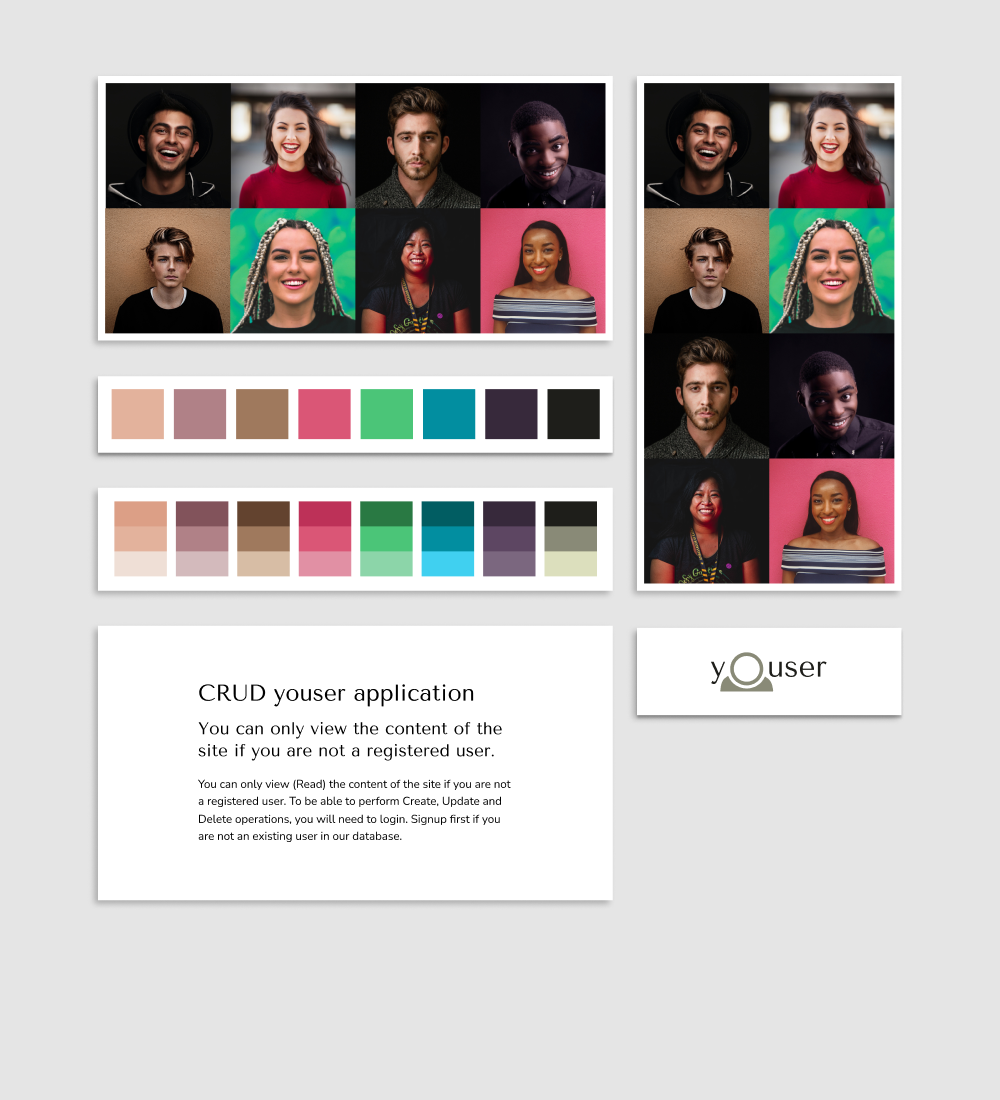 CRUD youser application
You can only view the content of the
site if you are not a registered user.
You can only view (Read) the content of the site if you are not
a registered user. To be able to perform Create, Update and
Delete operations, you will need to login. Signup first if you
are not an existing user in our database.
youser